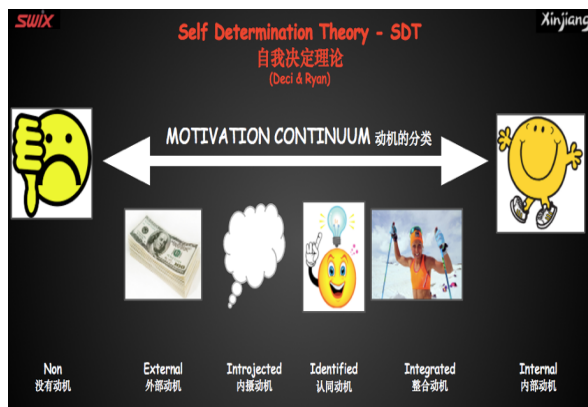 SWIX
Xinjiang
Self Determination Theory - SDT
自我决定理论
(Deci & Ryan)
MOTIVATION CONTINUUM 动机的分类
Non
没有动机
External
外部动机
Introjected
内摄动机
Identified
认同动机
Integrated
整合动机
Internal
内部动机